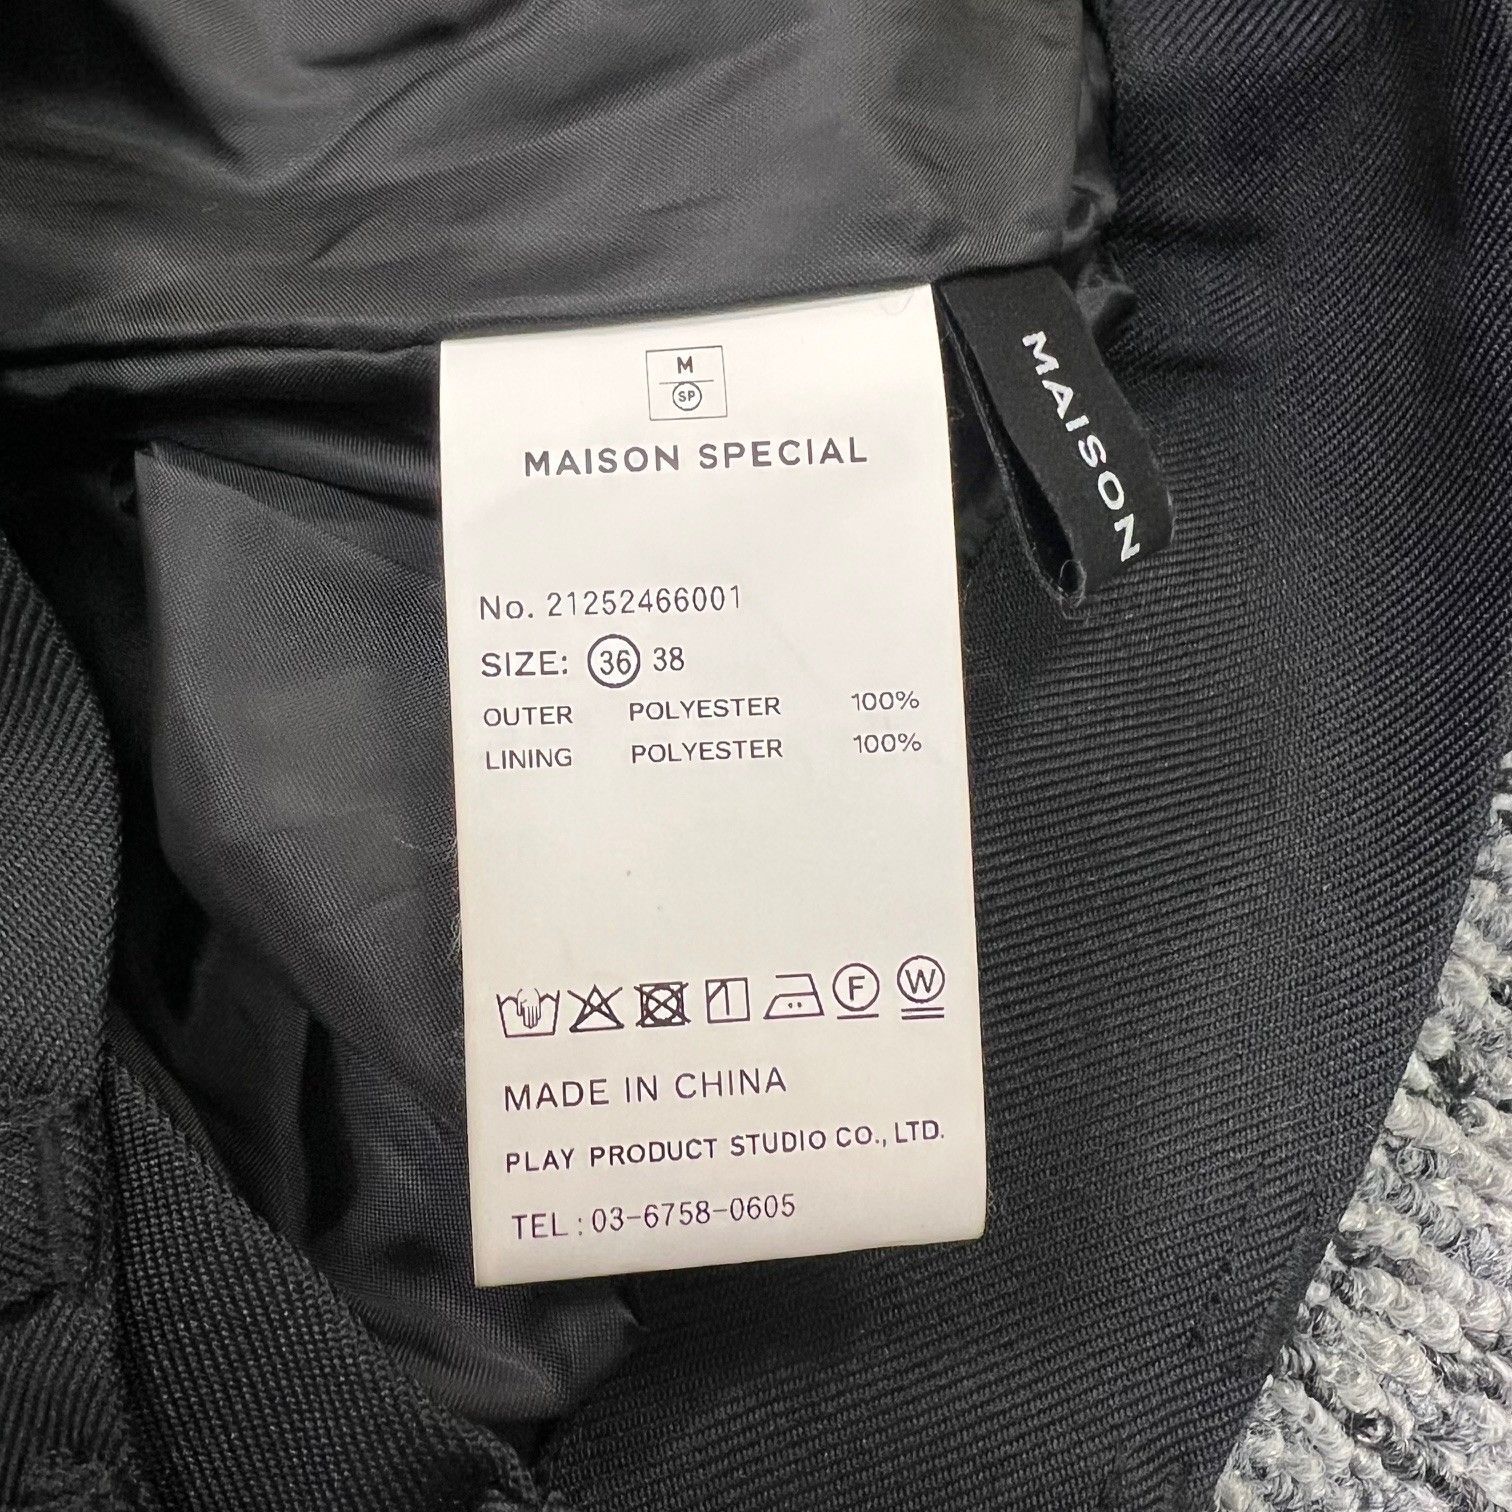 M
SP
MAISON SPECIAL
MAISON
No. 21252466001
SIZE: 36 38
OUTER POLYESTER 100%
LINING POLYESTER 100%
F W
MADE IN CHINA
PLAY PRODUCT STUDIO CO., LTD.
TEL : 03-6758-0605